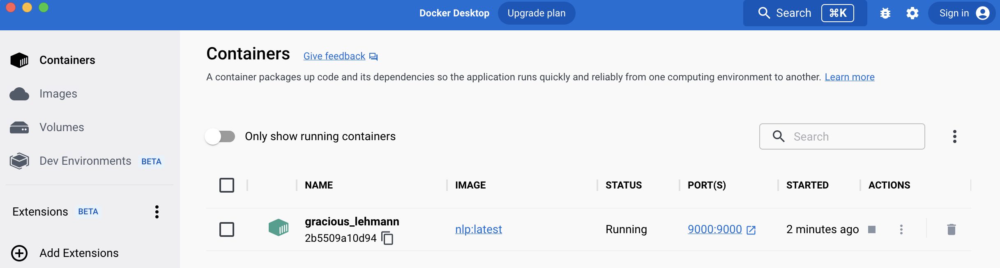 Docker Desktop Upgrade plan Search ⌘K Sign in
Containers
Images
Volumes
Dev Environments BETA
Extensions BETA
Add Extensions
Containers Give feedback
A container packages up code and its dependencies so the application runs quickly and reliably from one computing environment to another. Learn more
Only show running containers Search
NAME IMAGE STATUS PORT(S) STARTED ACTIONS
gracious_lehmann
2b5509a10d94 nlp:latest Running 9000:9000 2 minutes ago